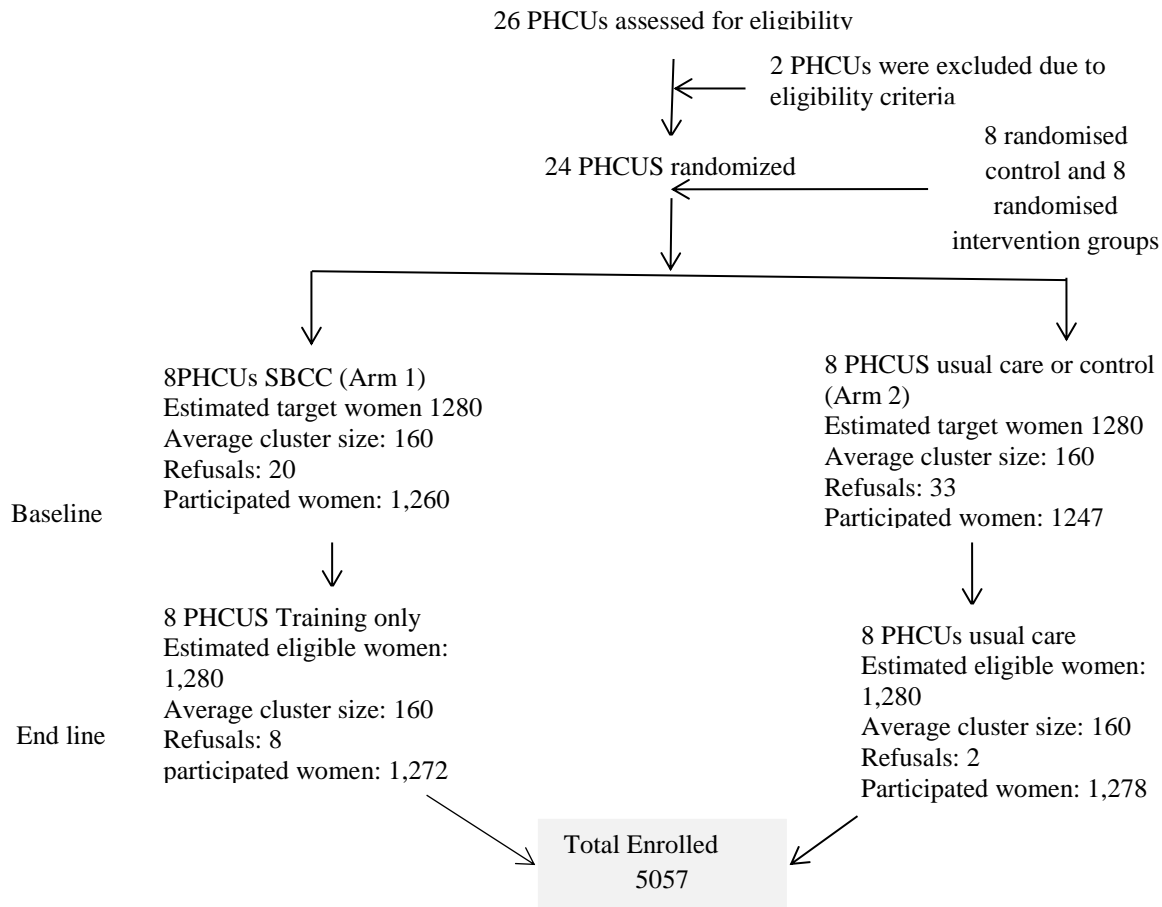 26 PHCUs assessed for eligibility
2 PHCUs were excluded due to
eligibility criteria
24 PHCUS randomized
8 randomised
control and 8
randomised
intervention groups
8PHCUs SBCC (Arm 1)
Estimated target women 1280
Average cluster size: 160
Refusals: 20
Participated women: 1,260
8 PHCUS usual care or control
(Arm 2)
Estimated target women 1280
Average cluster size: 160
Refusals: 33
Participated women: 1247
Baseline
8 PHCUS Training only
Estimated eligible women:
1,280
Average cluster size: 160
Refusals: 8
participated women: 1,272
8 PHCUs usual care
Estimated eligible women:
1,280
Average cluster size: 160
Refusals: 2
Participated women: 1,278
End line
Total Enrolled
5057